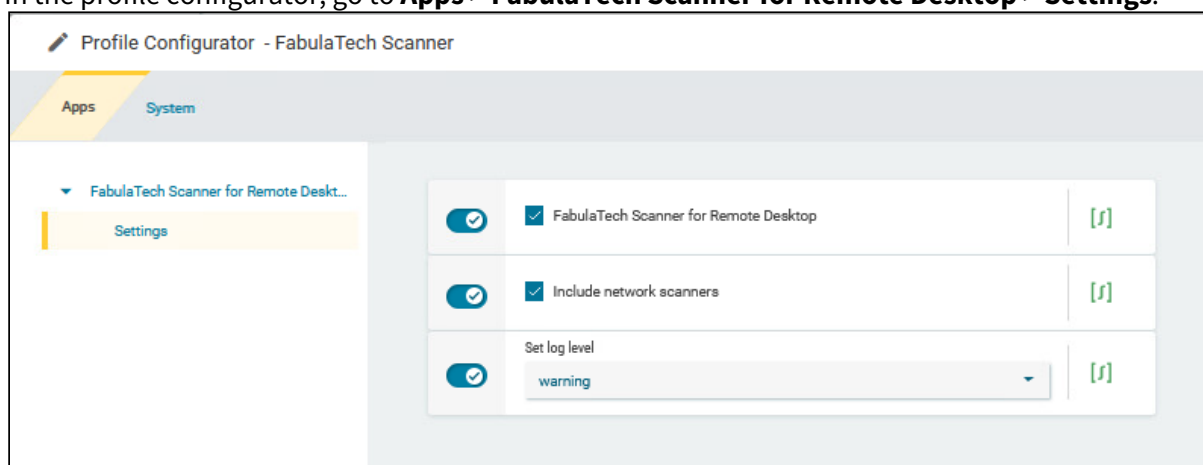 In the profile configurator, go to Apps > FabulaTech Scanner for Remote Desktop > Settings.
Profile Configurator - FabulaTech Scanner
Apps
System
FabulaTech Scanner for Remote Deskt...
Settings
FabulaTech Scanner for Remote Desktop
Include network scanners
Set log level
warning